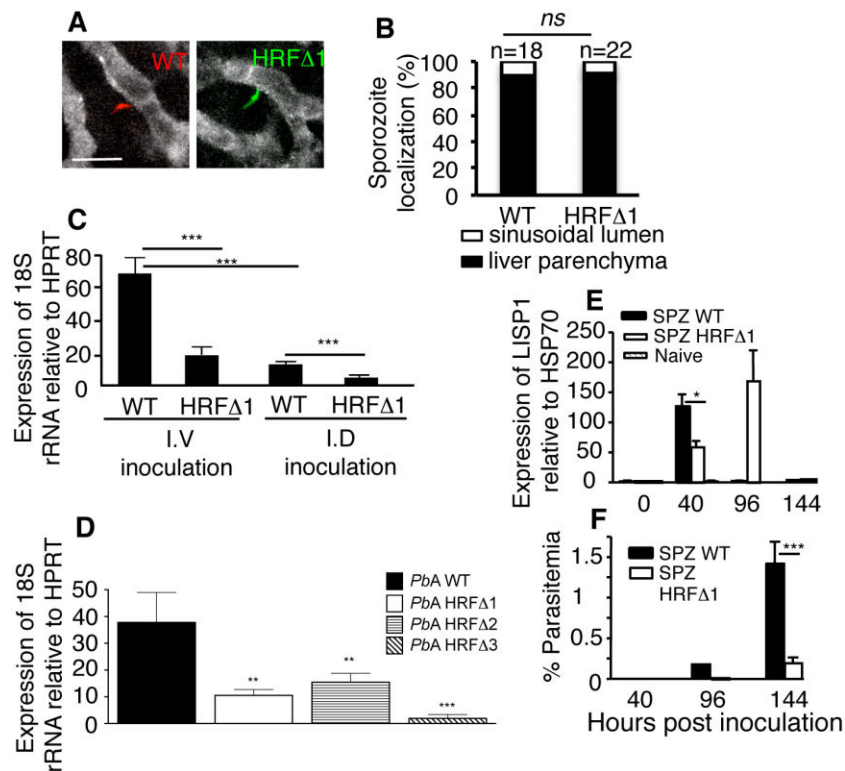 A
WT
HRFΔ1
B
ns
n=18
n=22
Sporozoite
localization (%)
100
80
60
40
20
0
WT
HRFΔ1
sinusoidal lumen
liver parenchyma
C
Expression of 18S
rRNA relative to HPRT
80
60
40
20
0
***
***
***
WT
HRFΔ1
WT
HRFΔ1
I.V
inoculation
I.D
inoculation
D
Expression of 18S
rRNA relative to HPRT
50
40
30
20
10
0
**
**
***
PbA WT
PbA HRFΔ1
PbA HRFΔ2
PbA HRFΔ3
E
SPZ WT
SPZ HRFΔ1
Naive
Expression of LISP1
relative to HSP70
250
200
150
100
50
0
*
0
40
96
144
F
SPZ WT
SPZ
HRFΔ1
% Parasitemia
1.5
1
0.5
0
***
40
96
144
Hours post inoculation